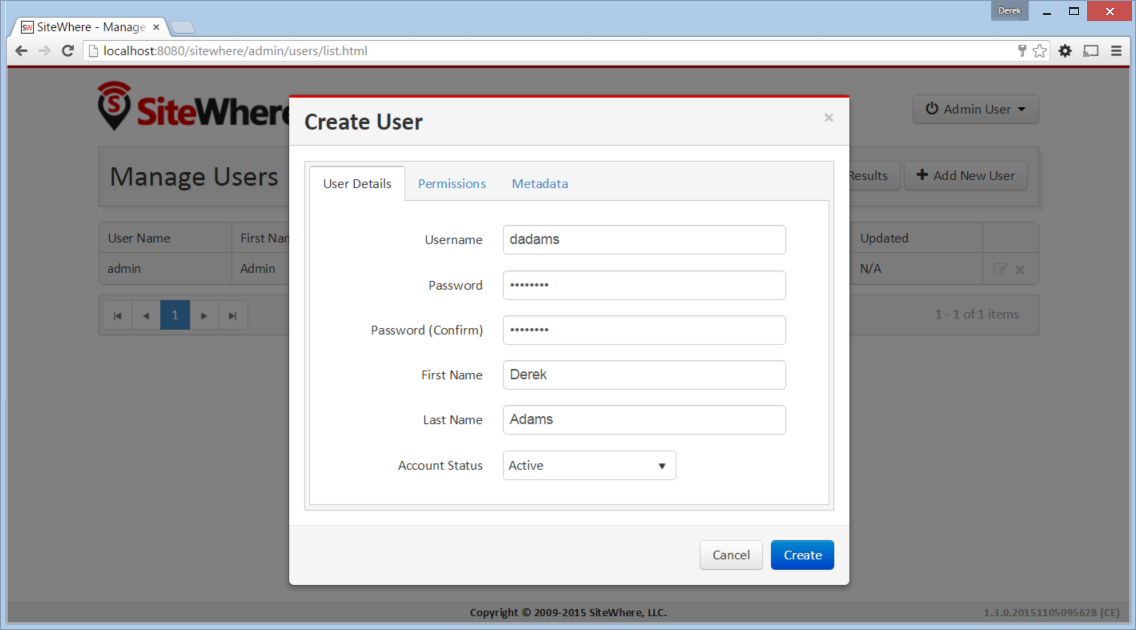 Derek
SW SiteWhere - Manage
localhost:8080/sitewhere/admin/users/list.html
SiteWhere
Admin User
Create User
Manage Users
Results
Add New User
User Details Permissions Metadata
User Name
Updated
admin
Admin
N/A
Username dadams
Password ••••••••
Password (Confirm) ••••••••
First Name Derek
Last Name Adams
Account Status Active
1
1 - 1 of 1 items
Cancel Create
Copyright © 2009-2015 SiteWhere, LLC.
1.3.0.20151105095628 (CE)